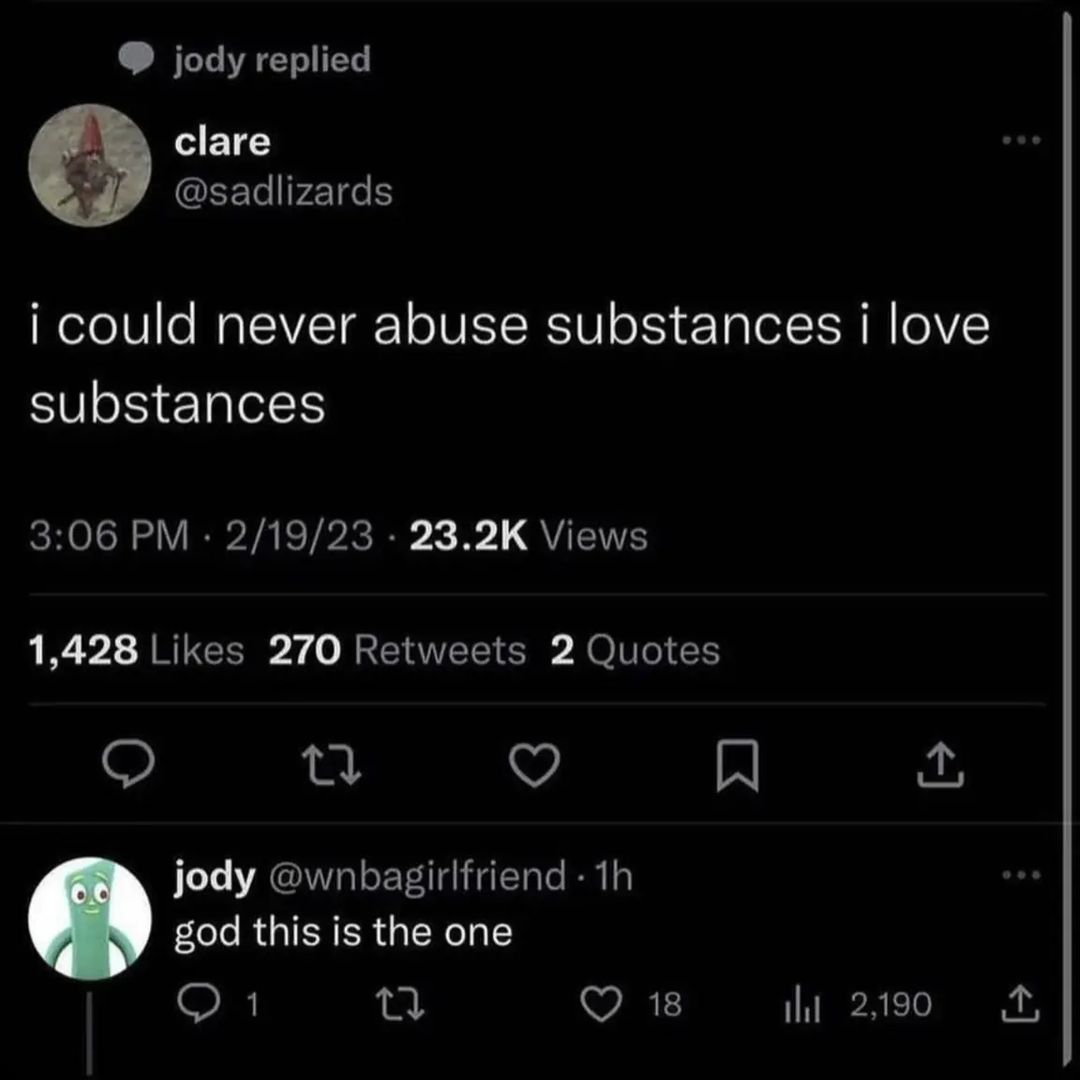 jody replied
clare
@sadlizards
i could never abuse substances i love
substances
3:06 PM · 2/19/23 · 23.2K Views
1,428 Likes 270 Retweets 2 Quotes
jody @wnbagirlfriend · 1h
god this is the one
1 18 2,190